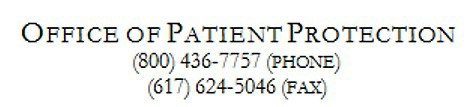 OFFICE OF PATIENT PROTECTION
(800) 436-7757 (PHONE)
(617) 624-5046 (FAX)